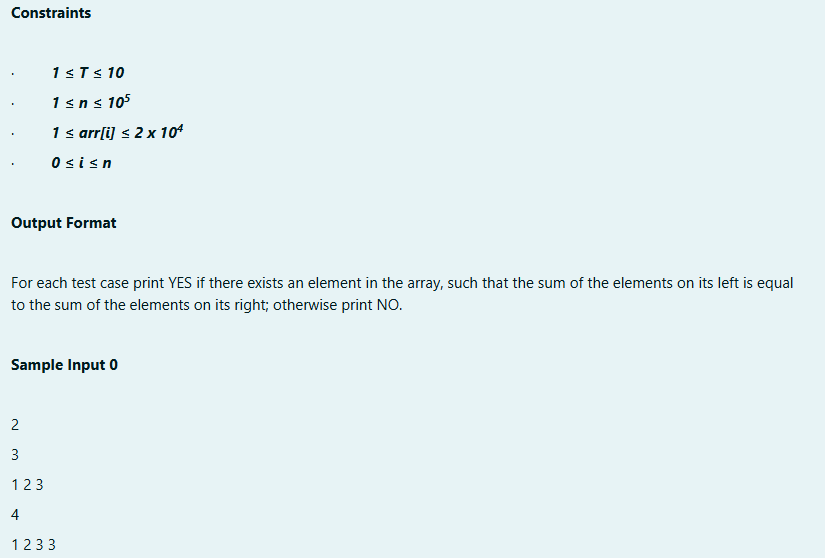 Constraints
· 1 ≤ T ≤ 10
· 1 ≤ n ≤ 10⁵
· 1 ≤ arr[i] ≤ 2 x 10⁴
· 0 ≤ i ≤ n
Output Format
For each test case print YES if there exists an element in the array, such that the sum of the elements on its left is equal
to the sum of the elements on its right; otherwise print NO.
Sample Input 0
2
3
1 2 3
4
1 2 3 3